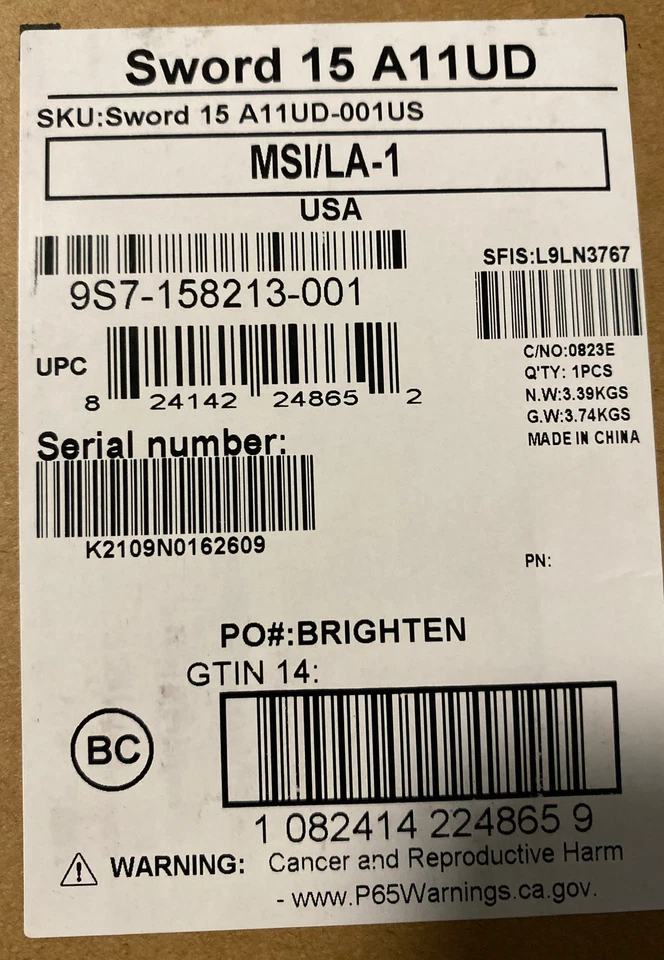 Sword 15 A11UD
SKU:Sword 15 A11UD-001US
MSI/LA-1
USA
9S7-158213-001
SFIS:L9LN3767
UPC
8 24142 24865 2
C/NO:0823E
Q'TY: 1PCS
N.W:3.39KGS
G.W:3.74KGS
MADE IN CHINA
Serial number:
K2109N0162609
PN:
PO#:BRIGHTEN
GTIN 14:
BC
1 082414 224865 9
WARNING: Cancer and Reproductive Harm
- www.P65Warnings.ca.gov.